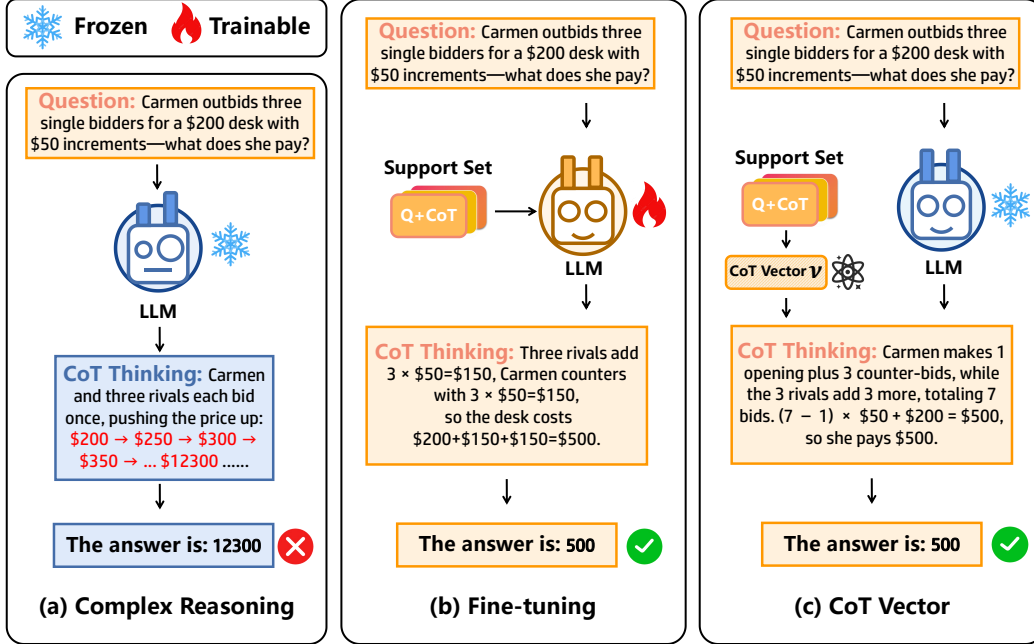 Frozen
Trainable
Question: Carmen outbids three
single bidders for a $200 desk with
$50 increments—what does she pay?
LLM
CoT Thinking: Carmen
and three rivals each bid
once, pushing the price up:
$200 → $250 → $300 →
$350 → ... $12300 ......
The answer is: 12300
(a) Complex Reasoning
Question: Carmen outbids three
single bidders for a $200 desk with
$50 increments—what does she pay?
Support Set
Q+CoT
LLM
CoT Thinking: Three rivals add
3 × $50=$150, Carmen counters
with 3 × $50=$150,
so the desk costs
$200+$150+$150=$500.
The answer is: 500
(b) Fine-tuning
Question: Carmen outbids three
single bidders for a $200 desk with
$50 increments—what does she pay?
Support Set
Q+CoT
CoT Vector v
LLM
CoT Thinking: Carmen makes 1
opening plus 3 counter-bids, while
the 3 rivals add 3 more, totaling 7
bids. (7 − 1) × $50 + $200 = $500,
so she pays $500.
The answer is: 500
(c) CoT Vector